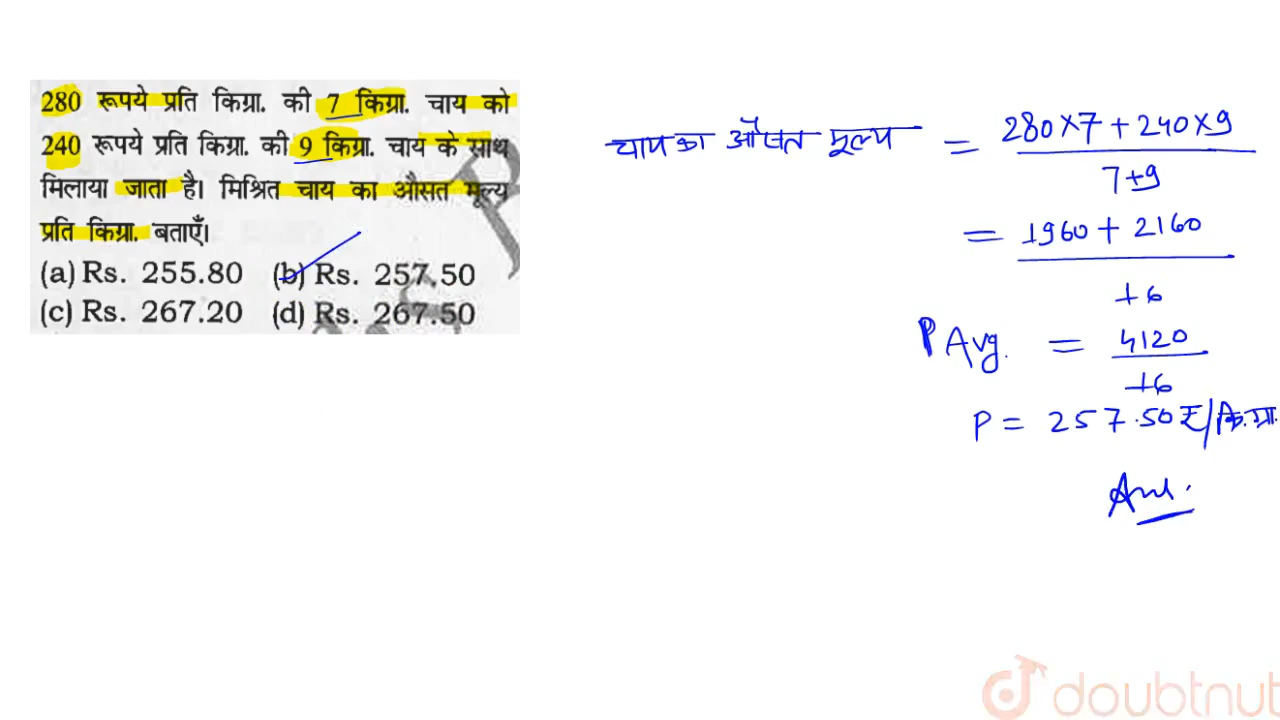 280 रूपये प्रति किग्रा. की 7 किग्रा. चाय को
240 रूपये प्रति किग्रा. की 9 किग्रा. चाय के साथ
मिलाया जाता है। मिश्रित चाय का औसत मूल्य
प्रति किग्रा. बताएँ।
(a) Rs. 255.80 (b) Rs. 257.50
(c) Rs. 267.20 (d) Rs. 267.50
चाय का औसत मूल्य = 280×7 + 240×9
7+9
= 1960 + 2160
16
P Avg. = 4120
16
P = 257.50 ₹/कि.ग्रा.
Ans.
doubtnut